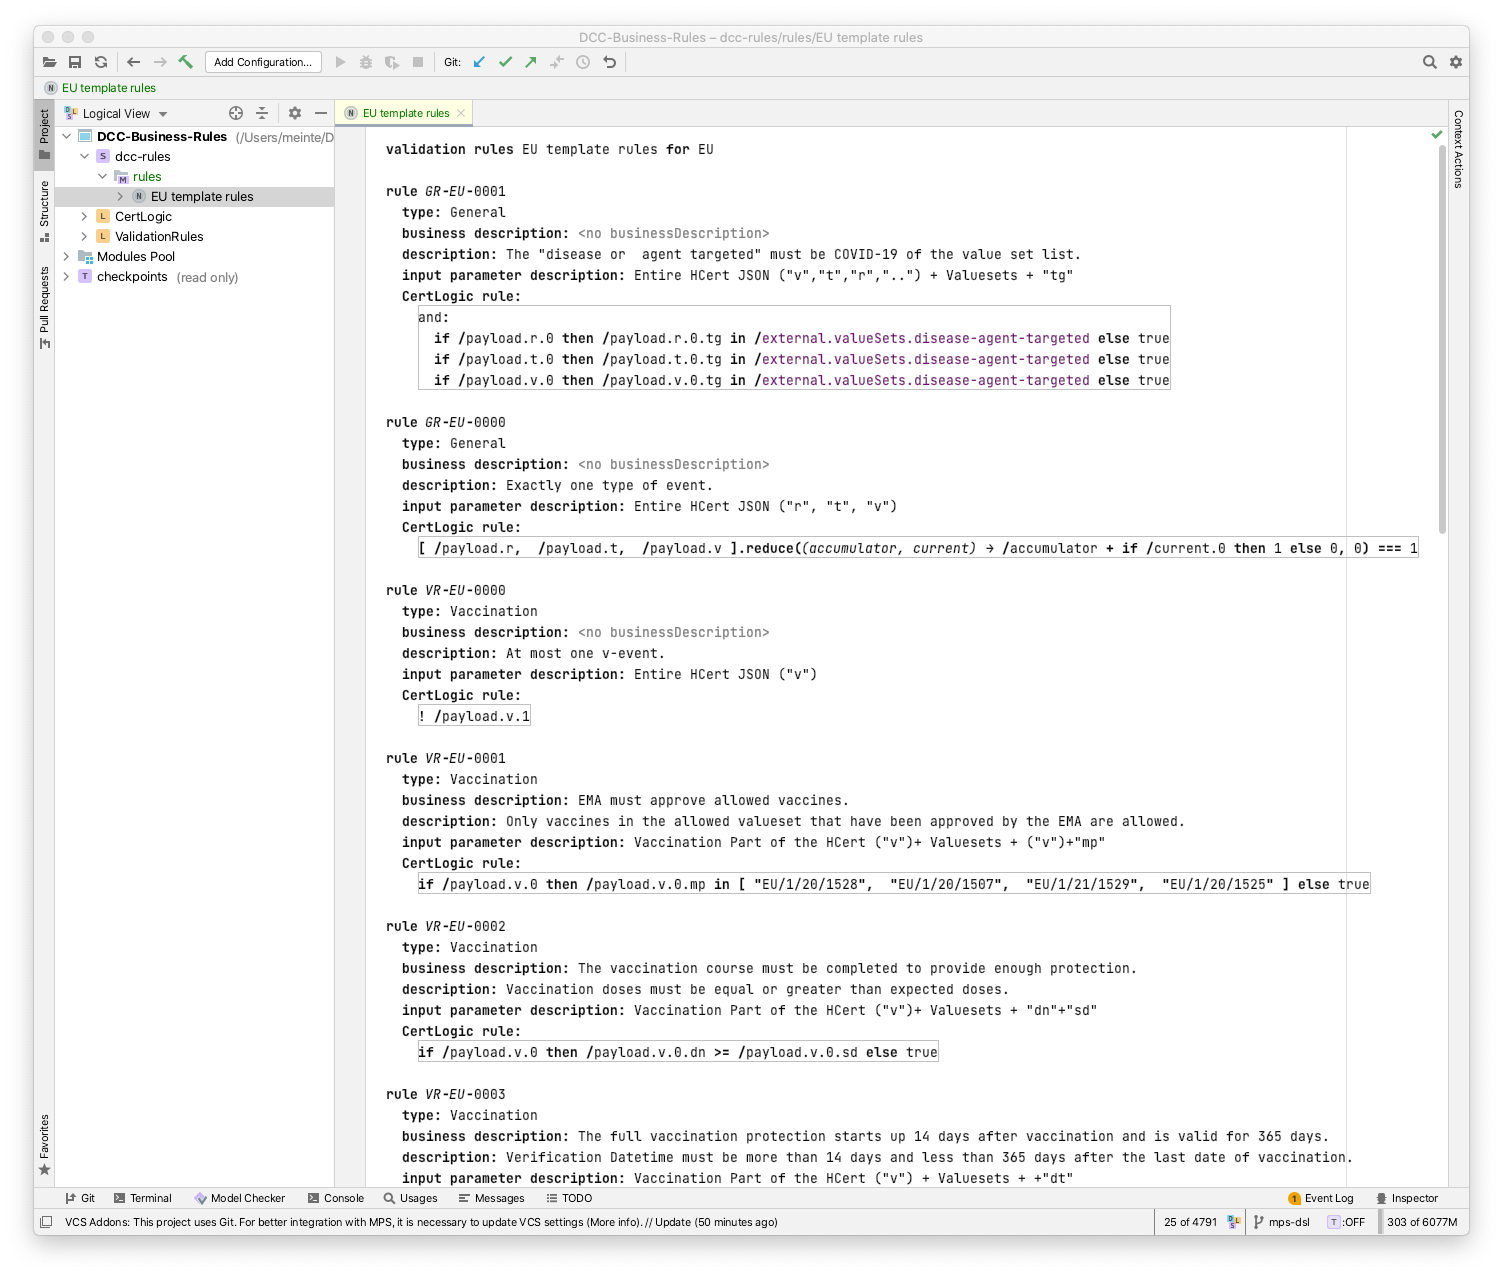 DCC-Business-Rules – dcc-rules/rules/EU template rules
Add Configuration...
Git:
N EU template rules
Project
Structure
Pull Requests
Favorites
Logical View
DCC-Business-Rules (/Users/meinte/D
S dcc-rules
M rules
N EU template rules
L CertLogic
L ValidationRules
Modules Pool
T checkpoints (read only)
N EU template rules
Context Actions
validation rules EU template rules for EU
rule GR-EU-0001
type: General
business description: <no businessDescription>
description: The "disease or  agent targeted" must be COVID-19 of the value set list.
input parameter description: Entire HCert JSON ("v","t","r","..") + Valuesets + "tg"
CertLogic rule:
and:
if /payload.r.0 then /payload.r.0.tg in /external.valueSets.disease-agent-targeted else true
if /payload.t.0 then /payload.t.0.tg in /external.valueSets.disease-agent-targeted else true
if /payload.v.0 then /payload.v.0.tg in /external.valueSets.disease-agent-targeted else true
rule GR-EU-0000
type: General
business description: <no businessDescription>
description: Exactly one type of event.
input parameter description: Entire HCert JSON ("r", "t", "v")
CertLogic rule:
[ /payload.r,  /payload.t,  /payload.v ].reduce((accumulator, current) → /accumulator + if /current.0 then 1 else 0, 0) === 1
rule VR-EU-0000
type: Vaccination
business description: <no businessDescription>
description: At most one v-event.
input parameter description: Entire HCert JSON ("v")
CertLogic rule:
! /payload.v.1
rule VR-EU-0001
type: Vaccination
business description: EMA must approve allowed vaccines.
description: Only vaccines in the allowed valueset that have been approved by the EMA are allowed.
input parameter description: Vaccination Part of the HCert ("v")+ Valuesets + ("v")+"mp"
CertLogic rule:
if /payload.v.0 then /payload.v.0.mp in [ "EU/1/20/1528",  "EU/1/20/1507",  "EU/1/21/1529",  "EU/1/20/1525" ] else true
rule VR-EU-0002
type: Vaccination
business description: The vaccination course must be completed to provide enough protection.
description: Vaccination doses must be equal or greater than expected doses.
input parameter description: Vaccination Part of the HCert ("v")+ Valuesets + "dn"+"sd"
CertLogic rule:
if /payload.v.0 then /payload.v.0.dn >= /payload.v.0.sd else true
rule VR-EU-0003
type: Vaccination
business description: The full vaccination protection starts up 14 days after vaccination and is valid for 365 days.
description: Verification Datetime must be more than 14 days and less than 365 days after the last date of vaccination.
input parameter description: Vaccination Part of the HCert ("v") + Valuesets + +"dt"
Git Terminal Model Checker Console Usages Messages TODO
1 Event Log Inspector
VCS Addons: This project uses Git. For better integration with MPS, it is necessary to update VCS settings (More info). // Update (50 minutes ago)
25 of 4791 mps-dsl T :OFF 303 of 6077M